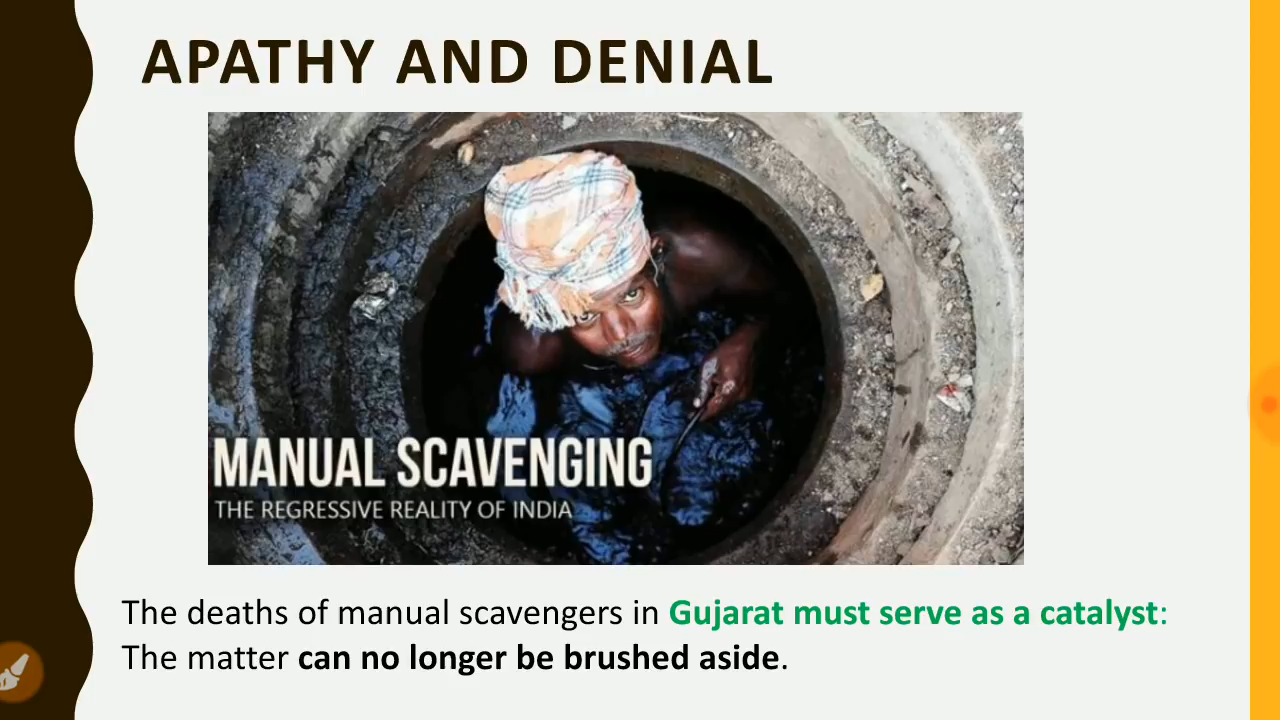 APATHY AND DENIAL
MANUAL SCAVENGING
THE REGRESSIVE REALITY OF INDIA
The deaths of manual scavengers in Gujarat must serve as a catalyst:
The matter can no longer be brushed aside.